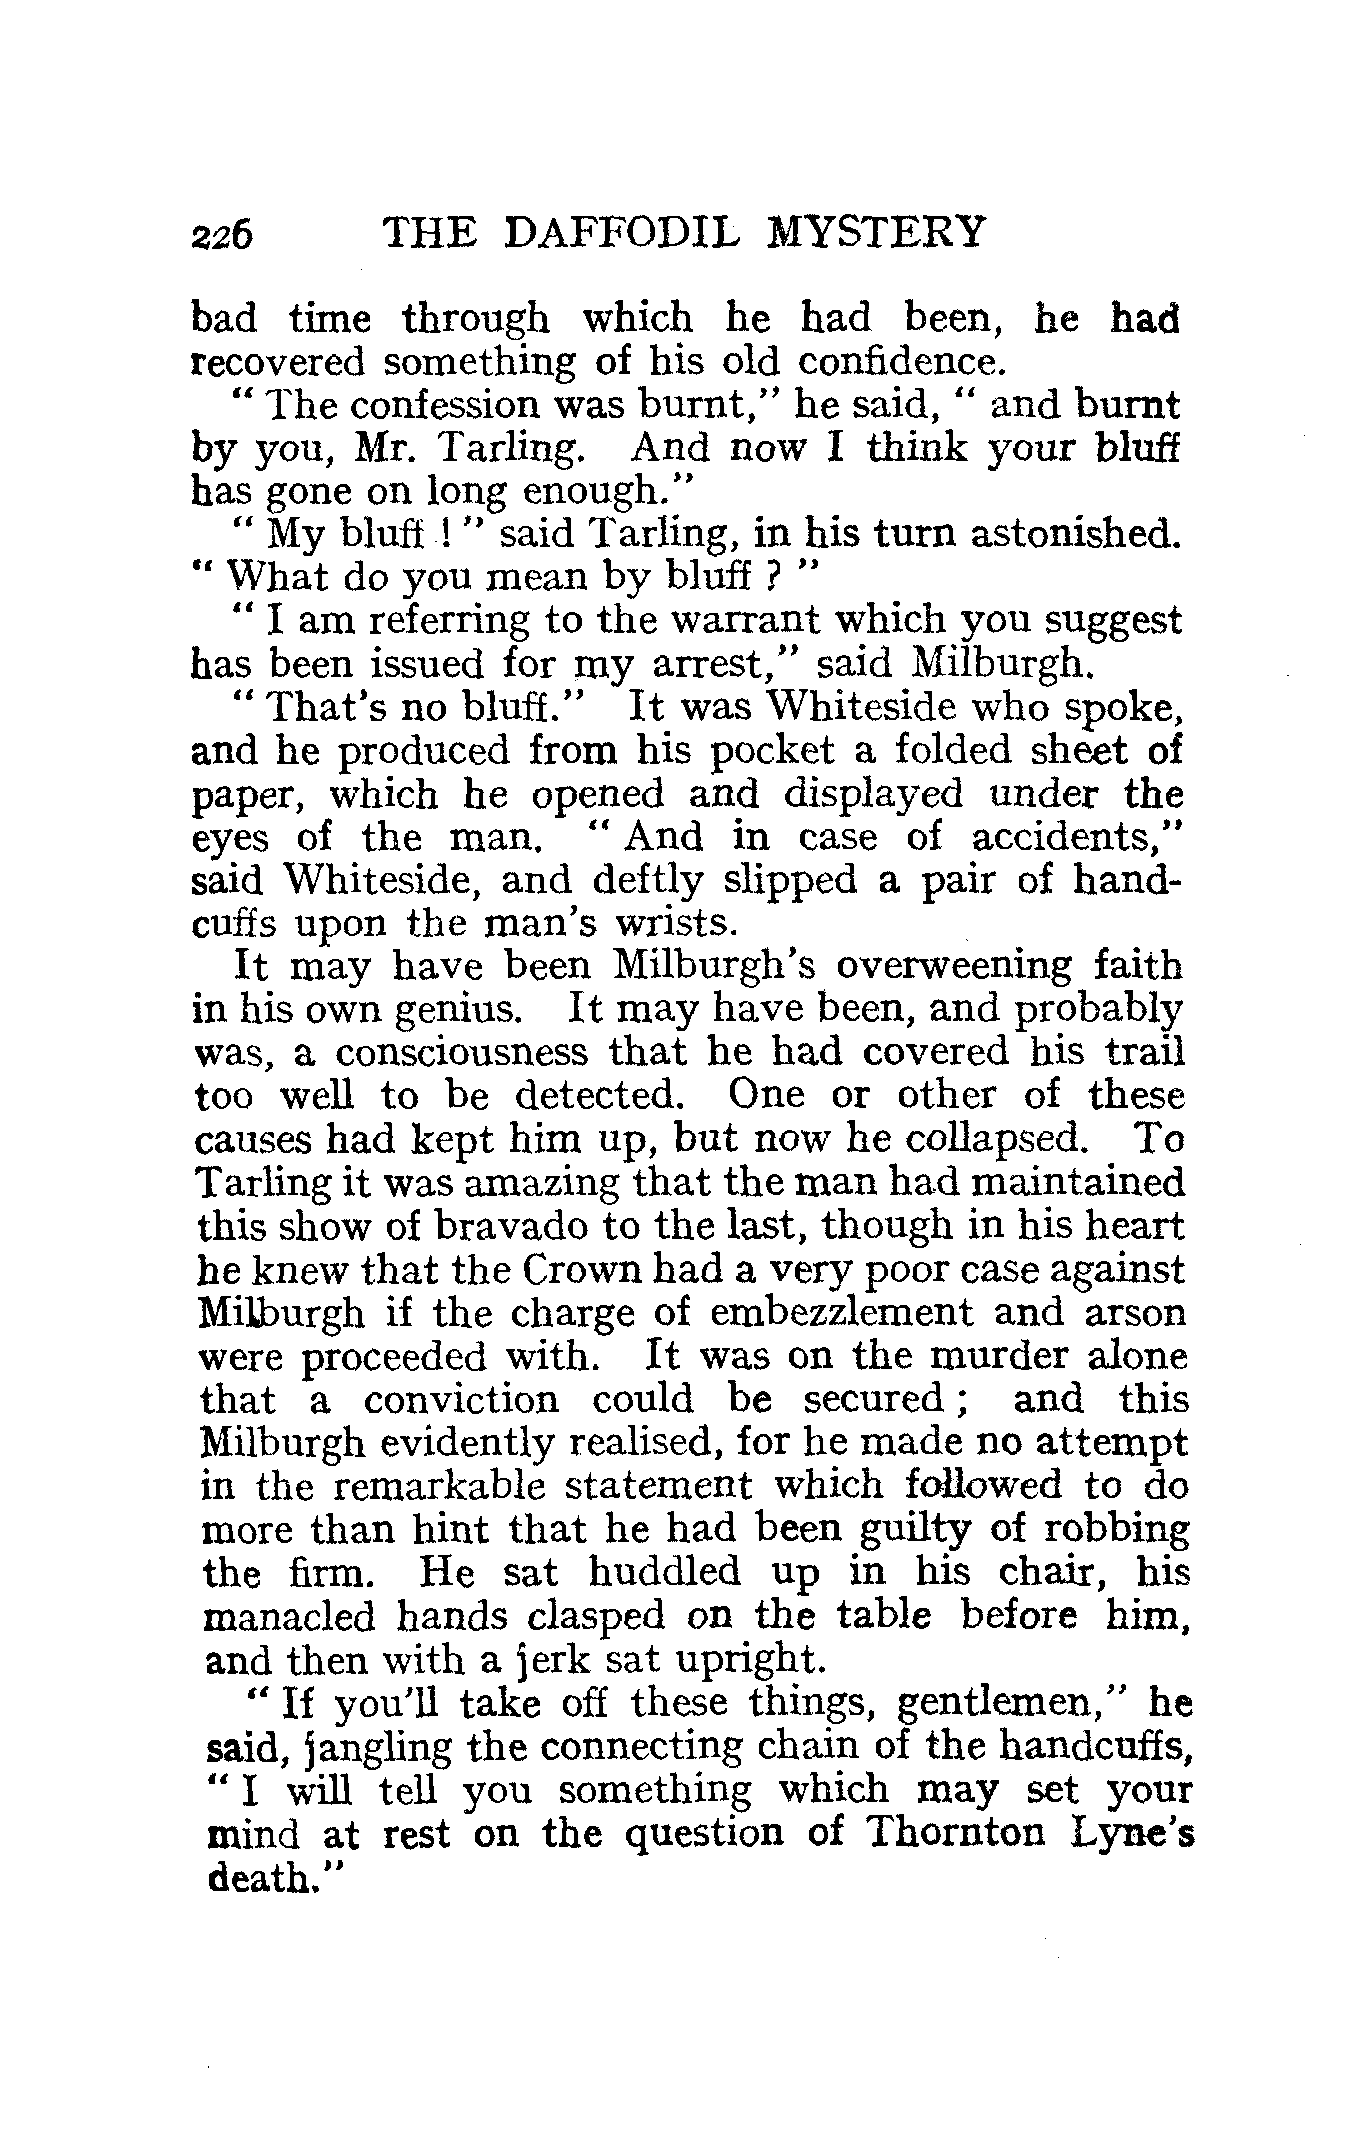 226 THE DAFFODIL MYSTERY
bad time through which he had been, he had
recovered something of his old confidence.
“ The confession was burnt,” he said, “ and burnt
by you, Mr. Tarling. And now I think your bluff
has gone on long enough.”
“ My bluff ! ” said Tarling, in his turn astonished.
“ What do you mean by bluff ? ”
“ I am referring to the warrant which you suggest
has been issued for my arrest,” said Milburgh.
“ That’s no bluff.” It was Whiteside who spoke,
and he produced from his pocket a folded sheet of
paper, which he opened and displayed under the
eyes of the man. “ And in case of accidents,”
said Whiteside, and deftly slipped a pair of hand-
cuffs upon the man’s wrists.
It may have been Milburgh’s overweening faith
in his own genius. It may have been, and probably
was, a consciousness that he had covered his trail
too well to be detected. One or other of these
causes had kept him up, but now he collapsed. To
Tarling it was amazing that the man had maintained
this show of bravado to the last, though in his heart
he knew that the Crown had a very poor case against
Milburgh if the charge of embezzlement and arson
were proceeded with. It was on the murder alone
that a conviction could be secured ; and this
Milburgh evidently realised, for he made no attempt
in the remarkable statement which followed to do
more than hint that he had been guilty of robbing
the firm. He sat huddled up in his chair, his
manacled hands clasped on the table before him,
and then with a jerk sat upright.
“ If you’ll take off these things, gentlemen,” he
said, jangling the connecting chain of the handcuffs,
“ I will tell you something which may set your
mind at rest on the question of Thornton Lyne’s
death.”